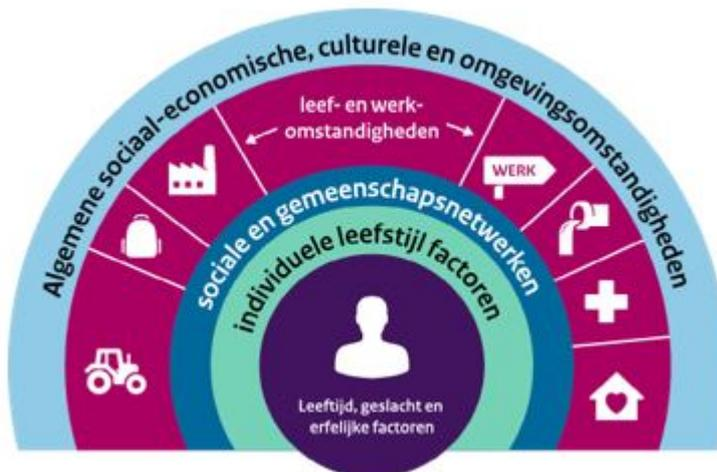 Algemene sociaal-economische, culturele en omgevingsomstandigheden
leef- en werk-
omstandigheden
WERK
sociale en gemeenschapsnetwerken
individuele leefstijl factoren
Leeftijd, geslacht en
erfelijke factoren